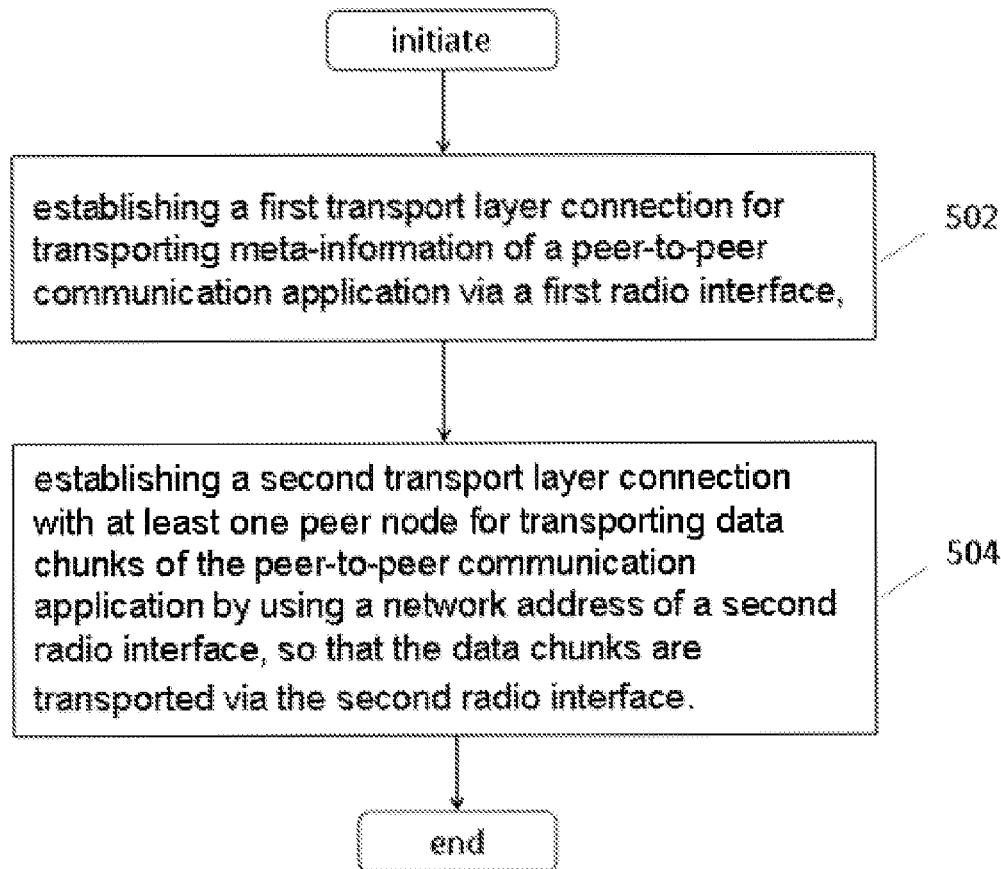 initiate
establishing a first transport layer connection for
transporting meta-information of a peer-to-peer
communication application via a first radio interface,
502
establishing a second transport layer connection
with at least one peer node for transporting data
chunks of the peer-to-peer communication
application by using a network address of a second
radio interface, so that the data chunks are
transported via the second radio interface.
504
end